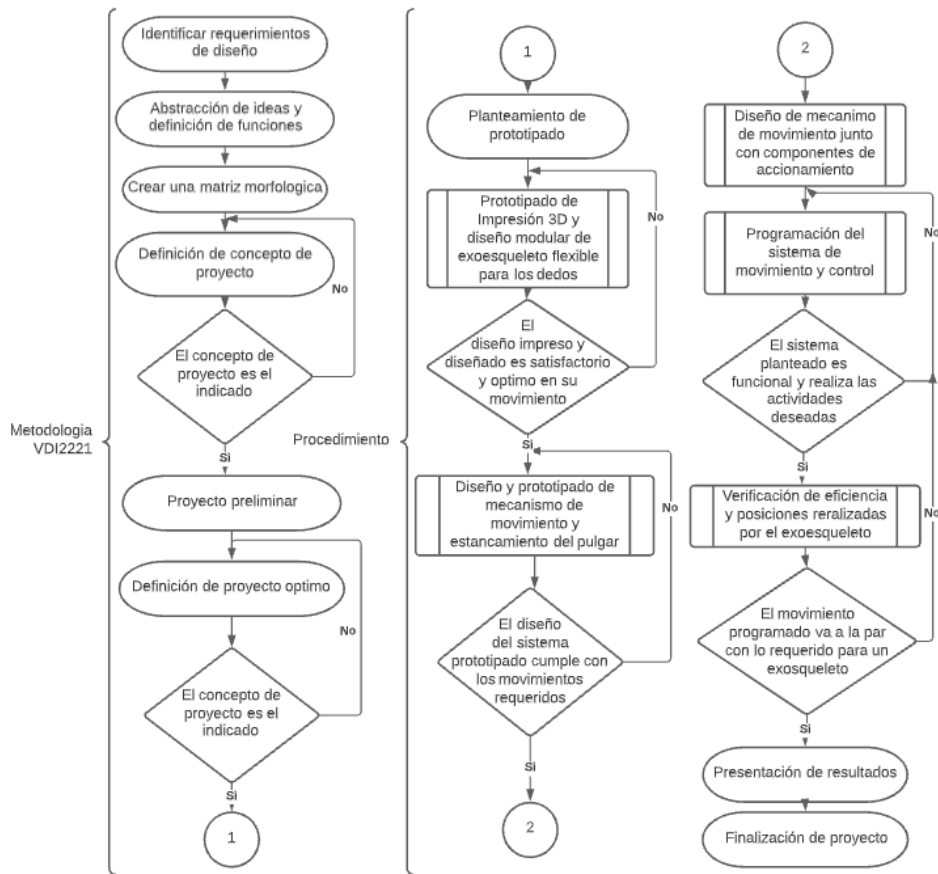 Metodologia
VDI2221
Identificar requerimientos
de diseño
Abstracción de ideas y
definición de funciones
Crear una matriz morfologica
Definición de concepto de
proyecto
No
El concepto de
proyecto es el
indicado
Si
Proyecto preliminar
Definición de proyecto optimo
No
El concepto de
proyecto es el
indicado
Si
1
Procedimiento
1
Planteamiento de
prototipado
No
Prototipado de
Impresión 3D y
diseño modular de
exoesqueleto flexible
para los dedos
El
diseño impreso y
diseñado es satisfactorio
y optimo en su
movimiento
Si
Diseño y prototipado de
mecanismo de
movimiento y
estancamiento del pulgar
No
El diseño
del sistema
prototipado cumple con
los movimientos
requeridos
Si
2
2
Diseño de mecanimo
de movimiento junto
con componentes de
accionamiento
No
Programación del
sistema de
movimiento y control
El sistema
planteado es
funcional y realiza las
actividades
deseadas
Si
Verificación de eficiencia
y posiciones reralizadas
por el exoesqueleto
No
El movimiento
programado va a la par
con lo requerido para un
exosqueleto
Si
Presentación de resultados
Finalización de proyecto